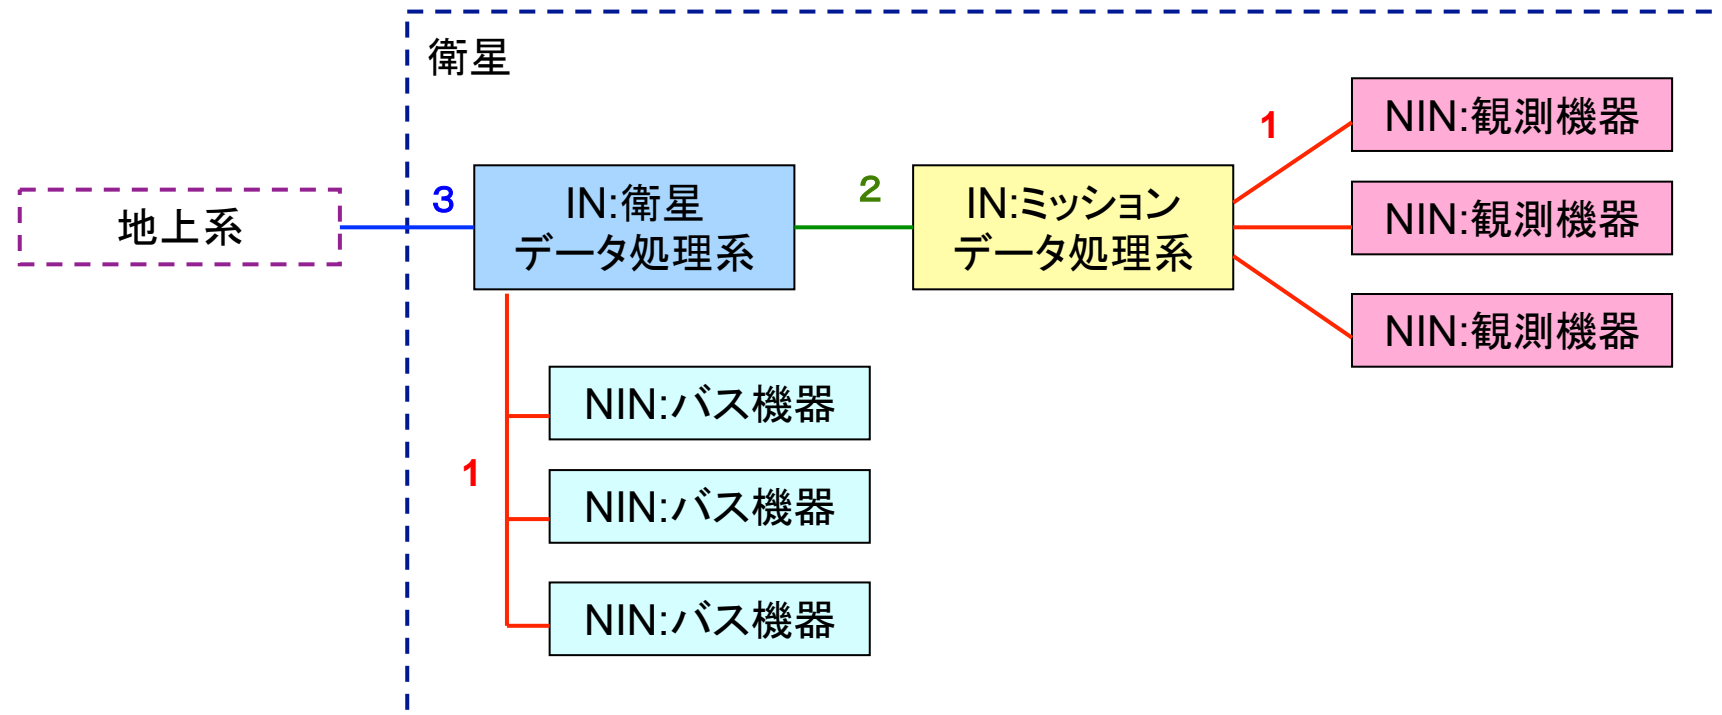 衛星
地上系
3
IN:衛星
データ処理系
2
IN:ミッション
データ処理系
1
NIN:観測機器
NIN:観測機器
NIN:観測機器
1
NIN:バス機器
NIN:バス機器
NIN:バス機器